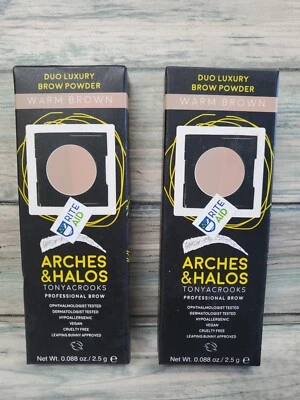 DUO LUXURY
BROW POWDER
WARM BROWN
RITE
AID
ARCHES
&HALOS
TONYACROOKS
PROFESSIONAL BROW
OPHTHALMOLOGIST TESTED
DERMATOLOGIST TESTED
HYPOALLERGENIC
VEGAN
CRUELTY FREE
LEAPING BUNNY APPROVED
Net Wt. 0.088 oz / 2.5 g e
DUO LUXURY
BROW POWDER
WARM BROWN
RITE
AID
ARCHES
&HALOS
TONYACROOKS
PROFESSIONAL BROW
OPHTHALMOLOGIST TESTED
DERMATOLOGIST TESTED
HYPOALLERGENIC
VEGAN
CRUELTY FREE
LEAPING BUNNY APPROVED
Net Wt. 0.088 oz / 2.5 g e